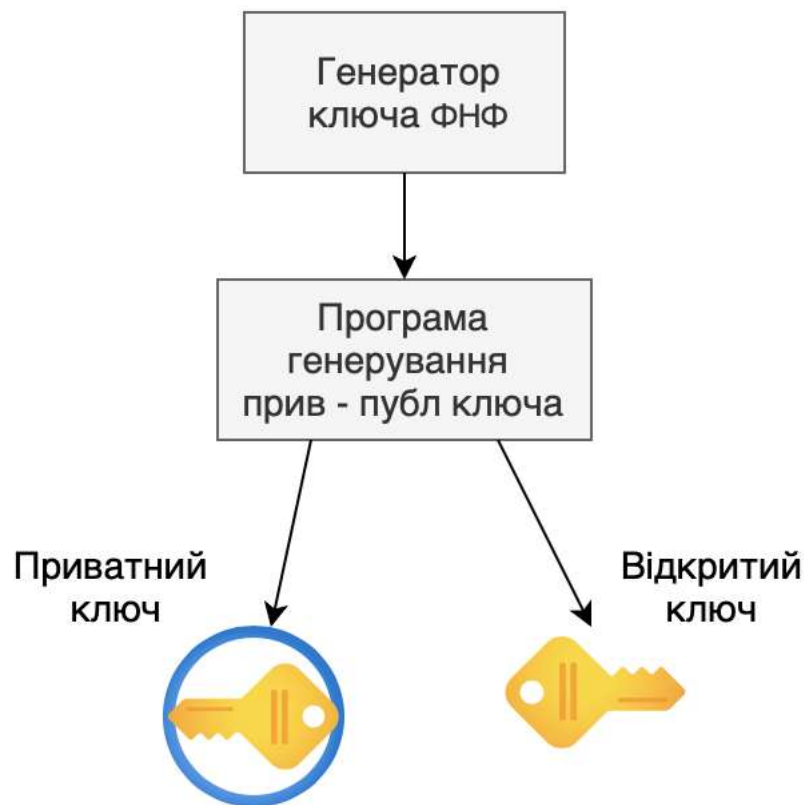 Генератор
ключа ФНФ
Програма
генерування
прив - публ ключа
Приватний
ключ
Відкритий
ключ